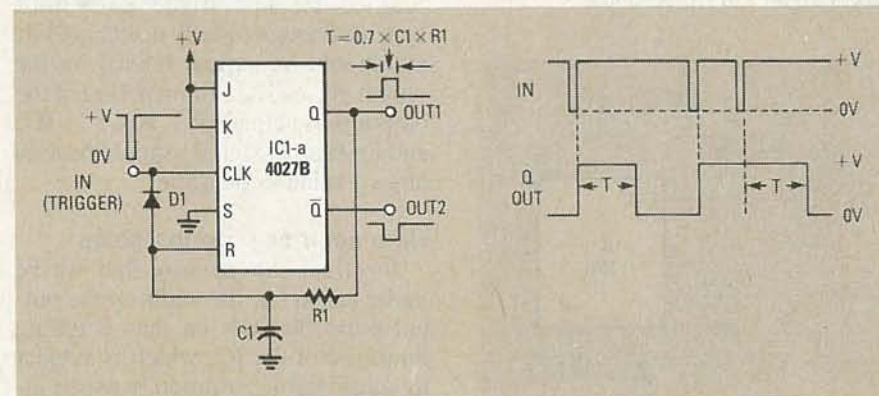 +V
T=0.7 × C1 × R1
J
K
Q
OUT1
IC1-a
4027B
+V
0V
IN
(TRIGGER)
CLK
D1
S
R
Q̅
OUT2
C1
R1
IN
+V
0V
Q
OUT
T
T
+V
0V